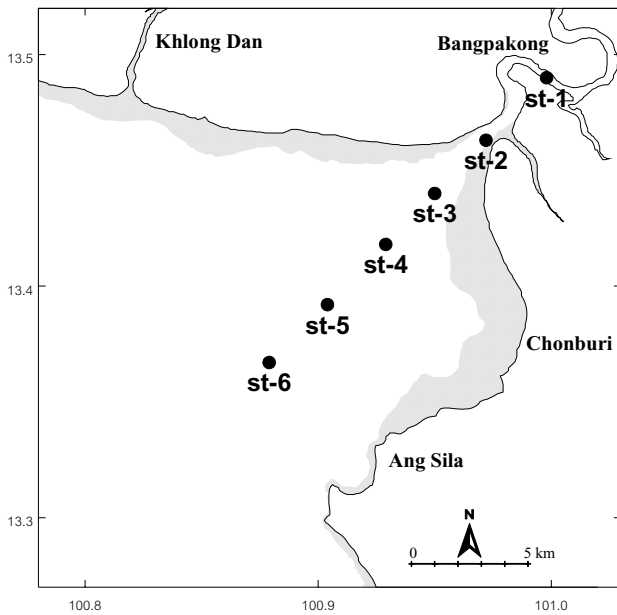 Khlong Dan
Bangpakong
13.5
st-1
st-2
st-3
st-4
13.4
st-5
Chonburi
st-6
Ang Sila
13.3
N
0 5 km
100.8 100.9 101.0